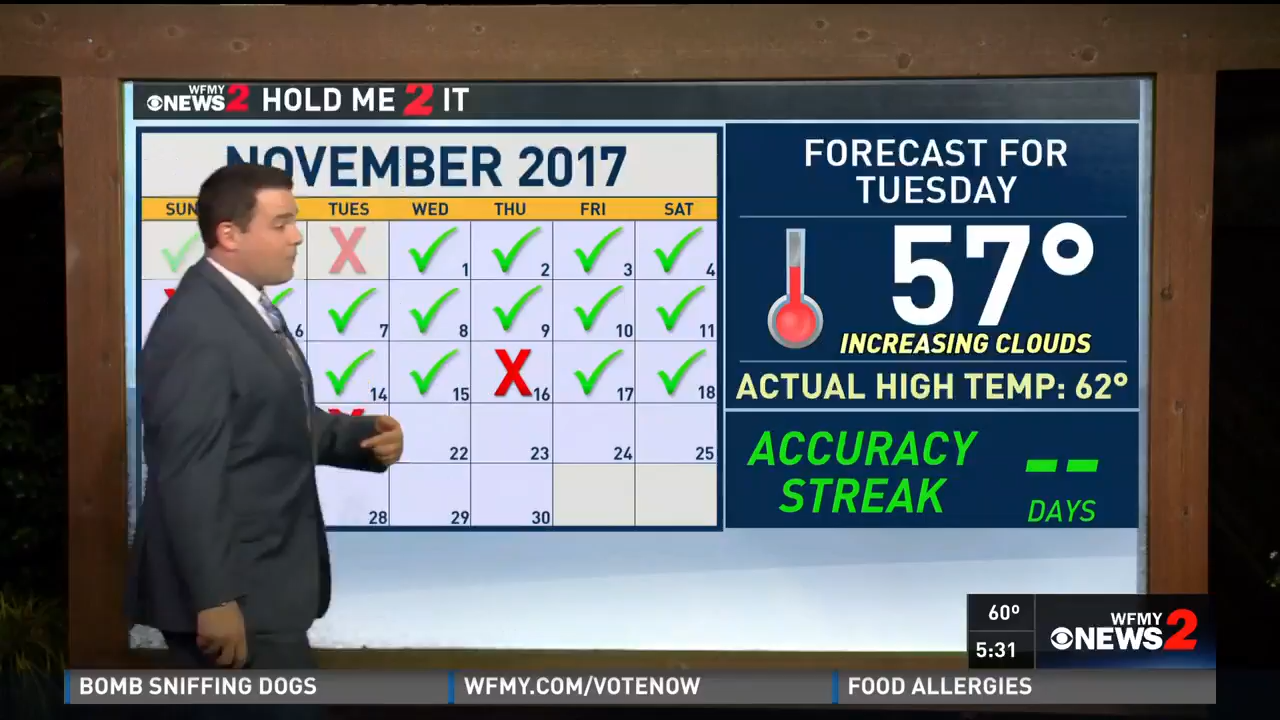 WFMY
NEWS 2 HOLD ME 2 IT
NOVEMBER 2017
SUN TUES WED THU FRI SAT
X 1 2 3 4
6 7 8 9 10 11
14 15 X 16 17 18
22 23 24 25
28 29 30
FORECAST FOR
TUESDAY
57°
INCREASING CLOUDS
ACTUAL HIGH TEMP: 62°
ACCURACY
STREAK
--
DAYS
60°
5:31
WFMY
NEWS 2
BOMB SNIFFING DOGS
WFMY.COM/VOTENOW
FOOD ALLERGIES